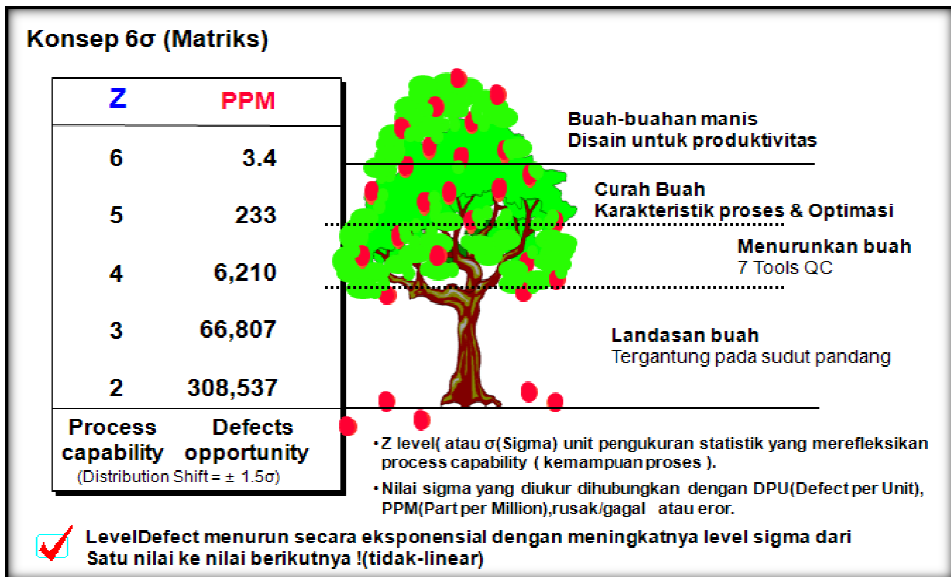 Konsep 6σ (Matriks)
Z PPM
6 3.4
5 233
4 6,210
3 66,807
2 308,537
Process Defects
capability opportunity
(Distribution Shift = ± 1.5σ)
Buah-buahan manis
Disain untuk produktivitas
Curah Buah
Karakteristik proses & Optimasi
Menurunkan buah
7 Tools QC
Landasan buah
Tergantung pada sudut pandang
•Z level( atau σ(Sigma) unit pengukuran statistik yang merefleksikan
process capability ( kemampuan proses ).
•Nilai sigma yang diukur dihubungkan dengan DPU(Defect per Unit),
PPM(Part per Million),rusak/gagal atau eror.
LevelDefect menurun secara eksponensial dengan meningkatnya level sigma dari
Satu nilai ke nilai berikutnya !(tidak-linear)